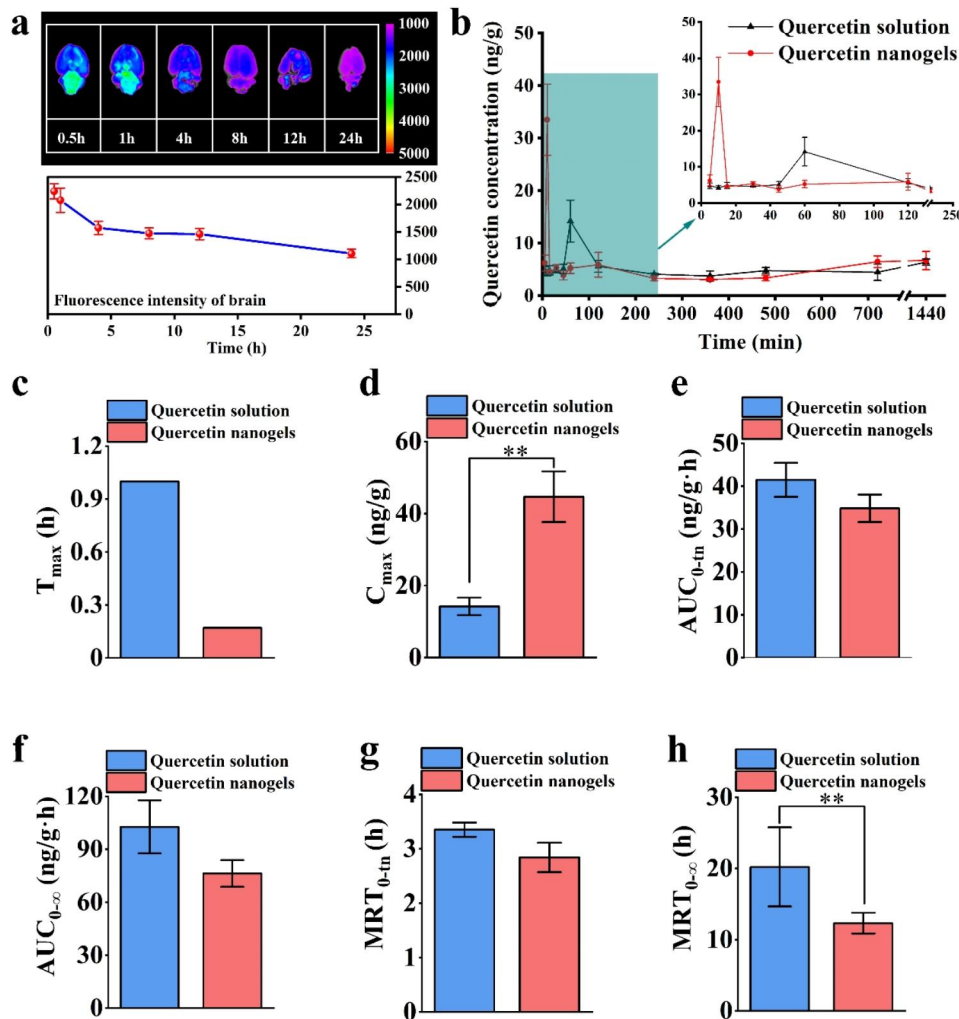 a
0.5h 1h 4h 8h 12h 24h
1000
2000
3000
4000
5000
2500
2000
1500
1000
500
0
Fluorescence intensity of brain
0 5 10 15 20 25
Time (h)
b
Quercetin concentration (ng/g)
50
40
30
20
10
0
0 100 200 300 400 500 600 700 1440
Time (min)
Quercetin solution
Quercetin nanogels
50
40
30
20
10
0
0 20 40 60 80 100 120 250
c
Quercetin solution
Quercetin nanogels
Tmax (h)
1.2
0.9
0.6
0.3
0
d
Quercetin solution
Quercetin nanogels
**
Cmax (ng/g)
60
40
20
0
e
Quercetin solution
Quercetin nanogels
AUC0-tn (ng/g·h)
50
40
30
20
10
0
f
Quercetin solution
Quercetin nanogels
AUC0-∞ (ng/g·h)
120
90
60
30
0
g
Quercetin solution
Quercetin nanogels
MRT0-tn (h)
4
3
2
1
0
h
Quercetin solution
Quercetin nanogels
**
MRT0-∞ (h)
30
20
10
0